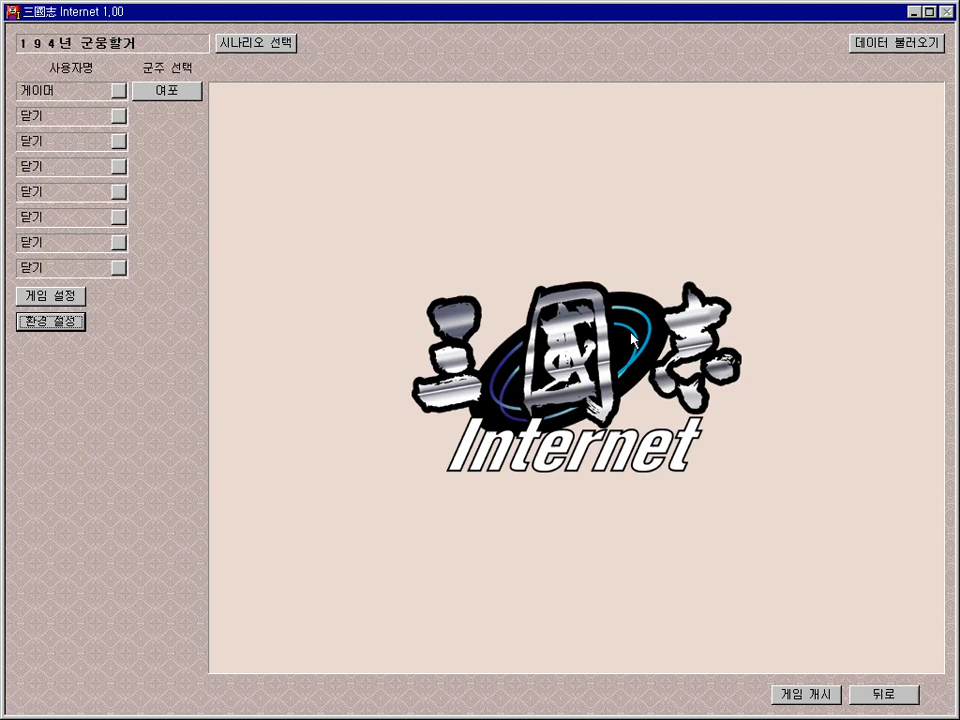 三國志 Internet 1,00
194년 군웅할거 시나리오 선택 데이터 불러오기
사용자명 군주 선택
게이머 여포
닫기
닫기
닫기
닫기
닫기
닫기
닫기
게임 설정
환경 설정
三國志
Internet
게임 개시 뒤로